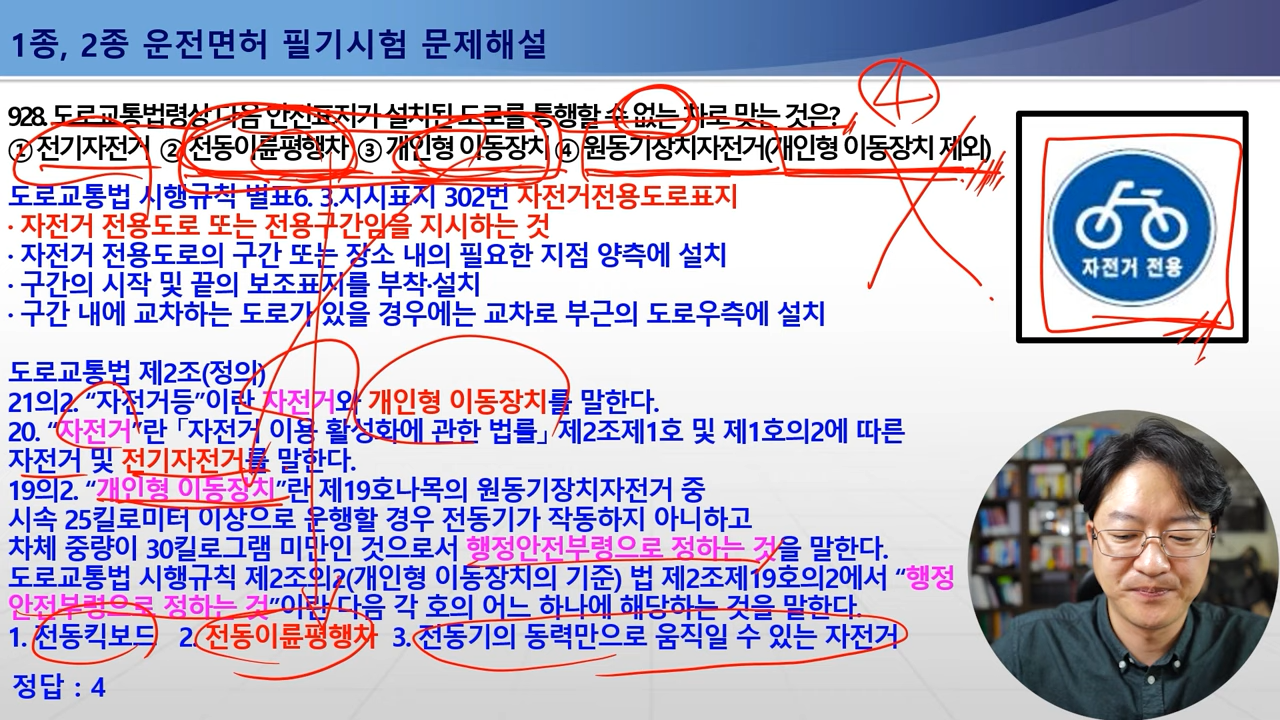 1종, 2종 운전면허 필기시험 문제해설
928. 도로교통법령상 다음 안전표지가 설치된 도로를 통행할 수 없는 차로 맞는 것은?
① 전기자전거 ② 전동이륜평행차 ③ 개인형 이동장치 ④ 원동기장치자전거(개인형 이동장치 제외)
④
도로교통법 시행규칙 별표6. 3.지시표지 302번 자전거전용도로표지
· 자전거 전용도로 또는 전용구간임을 지시하는 것
· 자전거 전용도로의 구간 또는 장소 내의 필요한 지점 양측에 설치
· 구간의 시작 및 끝의 보조표지를 부착·설치
· 구간 내에 교차하는 도로가 있을 경우에는 교차로 부근의 도로우측에 설치
자전거 전용
도로교통법 제2조(정의)
21의2. “자전거등”이란 자전거와 개인형 이동장치를 말한다.
20. “자전거”란 「자전거 이용 활성화에 관한 법률」 제2조제1호 및 제1호의2에 따른
자전거 및 전기자전거를 말한다.
19의2. “개인형 이동장치”란 제19호나목의 원동기장치자전거 중
시속 25킬로미터 이상으로 운행할 경우 전동기가 작동하지 아니하고
차체 중량이 30킬로그램 미만인 것으로서 행정안전부령으로 정하는 것을 말한다.
도로교통법 시행규칙 제2조의2(개인형 이동장치의 기준) 법 제2조제19호의2에서 “행정
안전부령으로 정하는 것”이란 다음 각 호의 어느 하나에 해당하는 것을 말한다.
1. 전동킥보드 2. 전동이륜평행차 3. 전동기의 동력만으로 움직일 수 있는 자전거
정답 : 4